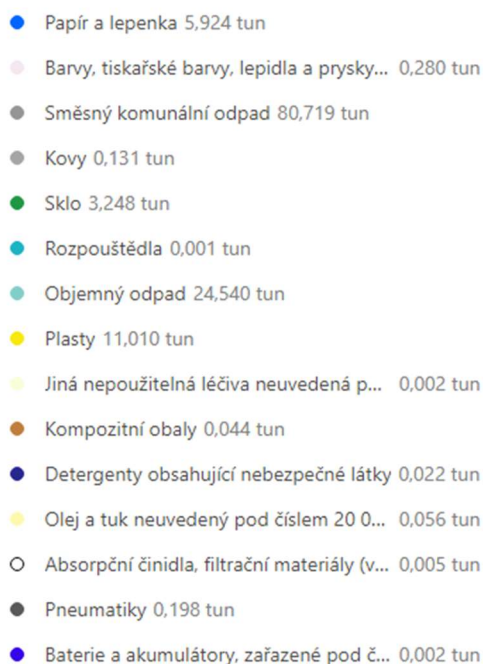 Papír a lepenka 5,924 tun
Barvy, tiskařské barvy, lepidla a prysky... 0,280 tun
Směsný komunální odpad 80,719 tun
Kovy 0,131 tun
Sklo 3,248 tun
Rozpouštědla 0,001 tun
Objemný odpad 24,540 tun
Plasty 11,010 tun
Jiná nepoužitelná léčiva neuvedená p... 0,002 tun
Kompozitní obaly 0,044 tun
Detergenty obsahující nebezpečné látky 0,022 tun
Olej a tuk neuvedený pod číslem 20 0... 0,056 tun
Absorpční činidla, filtrační materiály (v... 0,005 tun
Pneumatiky 0,198 tun
Baterie a akumulátory, zařazené pod č... 0,002 tun